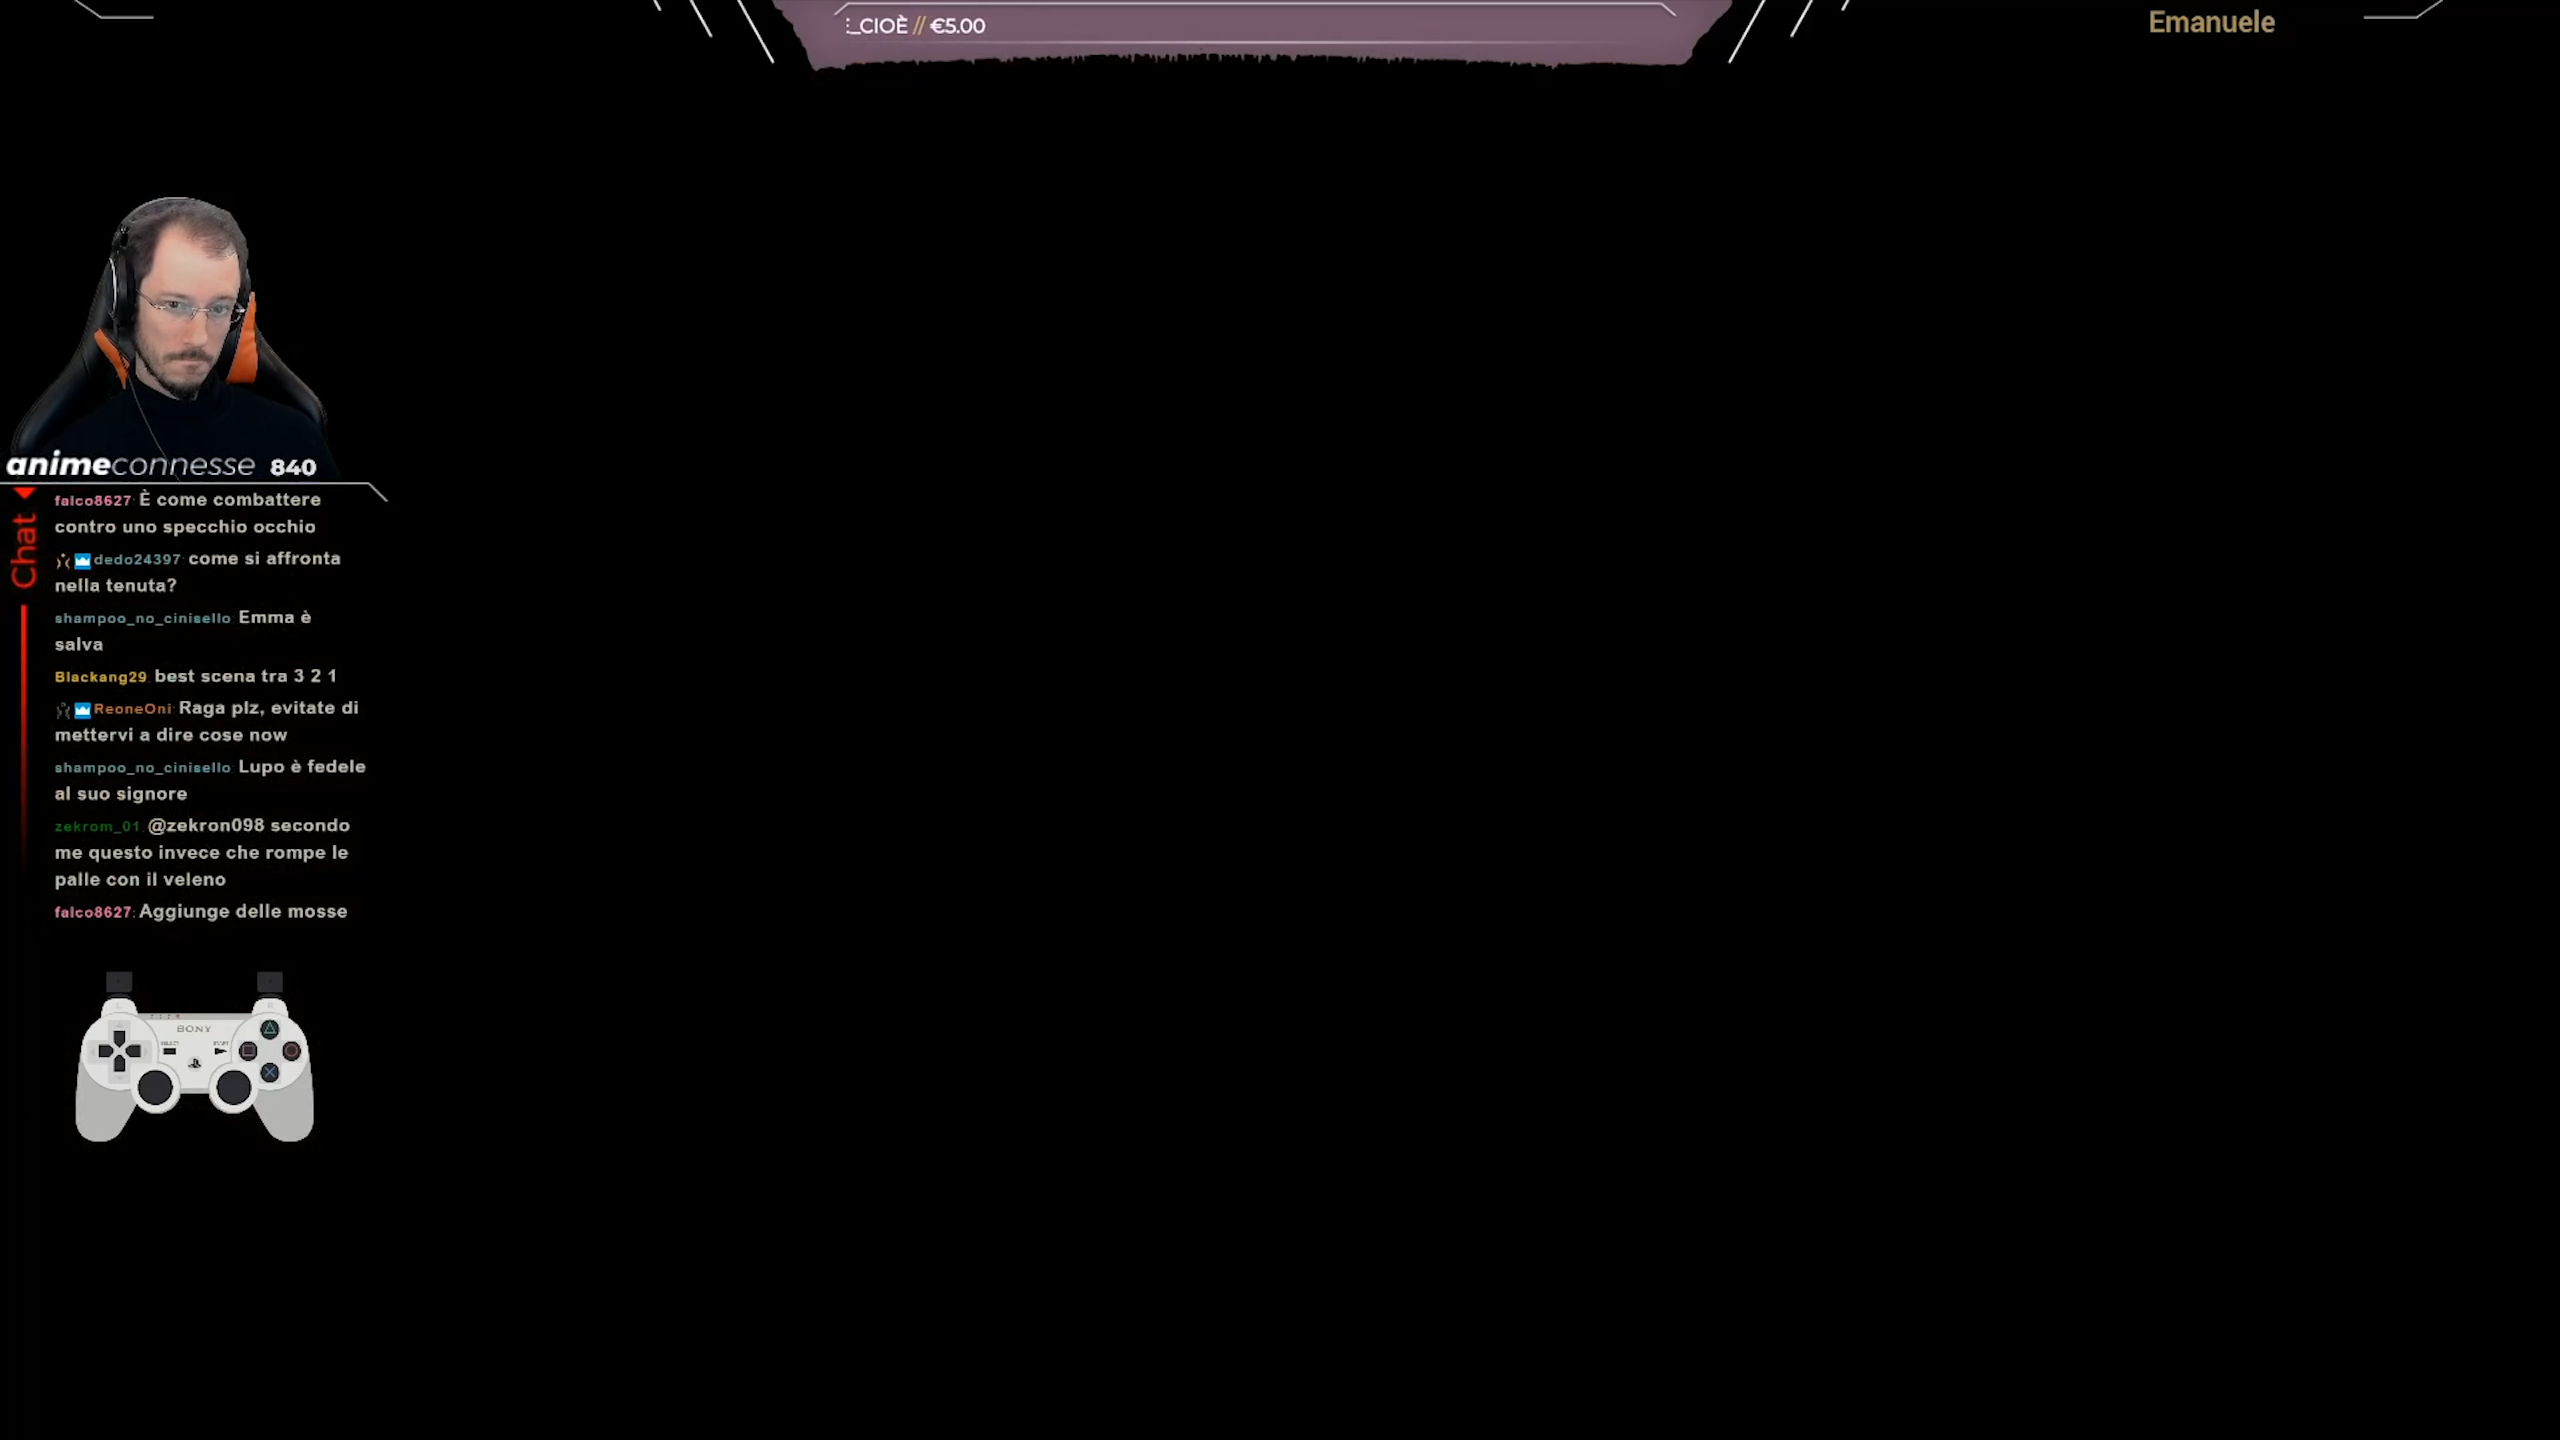 :_CIOÈ // €5.00
Emanuele
animeconnesse 840
Chat
falco8627: È come combattere
contro uno specchio occhio
dedo24397: come si affronta
nella tenuta?
shampoo_no_cinisello: Emma è
salva
Blackang29: best scena tra 3 2 1
ReoneOni: Raga plz, evitate di
mettervi a dire cose now
shampoo_no_cinisello: Lupo è fedele
al suo signore
zekrom_01: @zekron098 secondo
me questo invece che rompe le
palle con il veleno
falco8627: Aggiunge delle mosse
SONY
SELECT
START